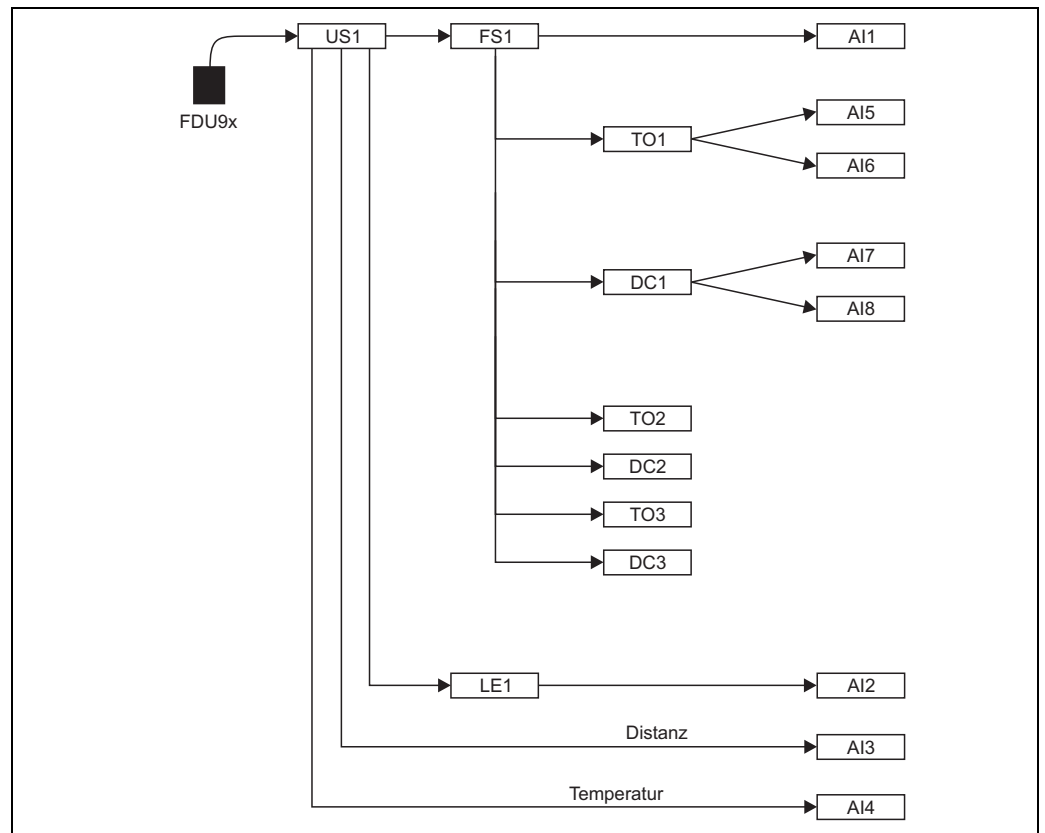 US1
FS1
AI1
FDU9x
AI5
TO1
AI6
AI7
DC1
AI8
TO2
DC2
TO3
DC3
LE1
AI2
Distanz
AI3
Temperatur
AI4